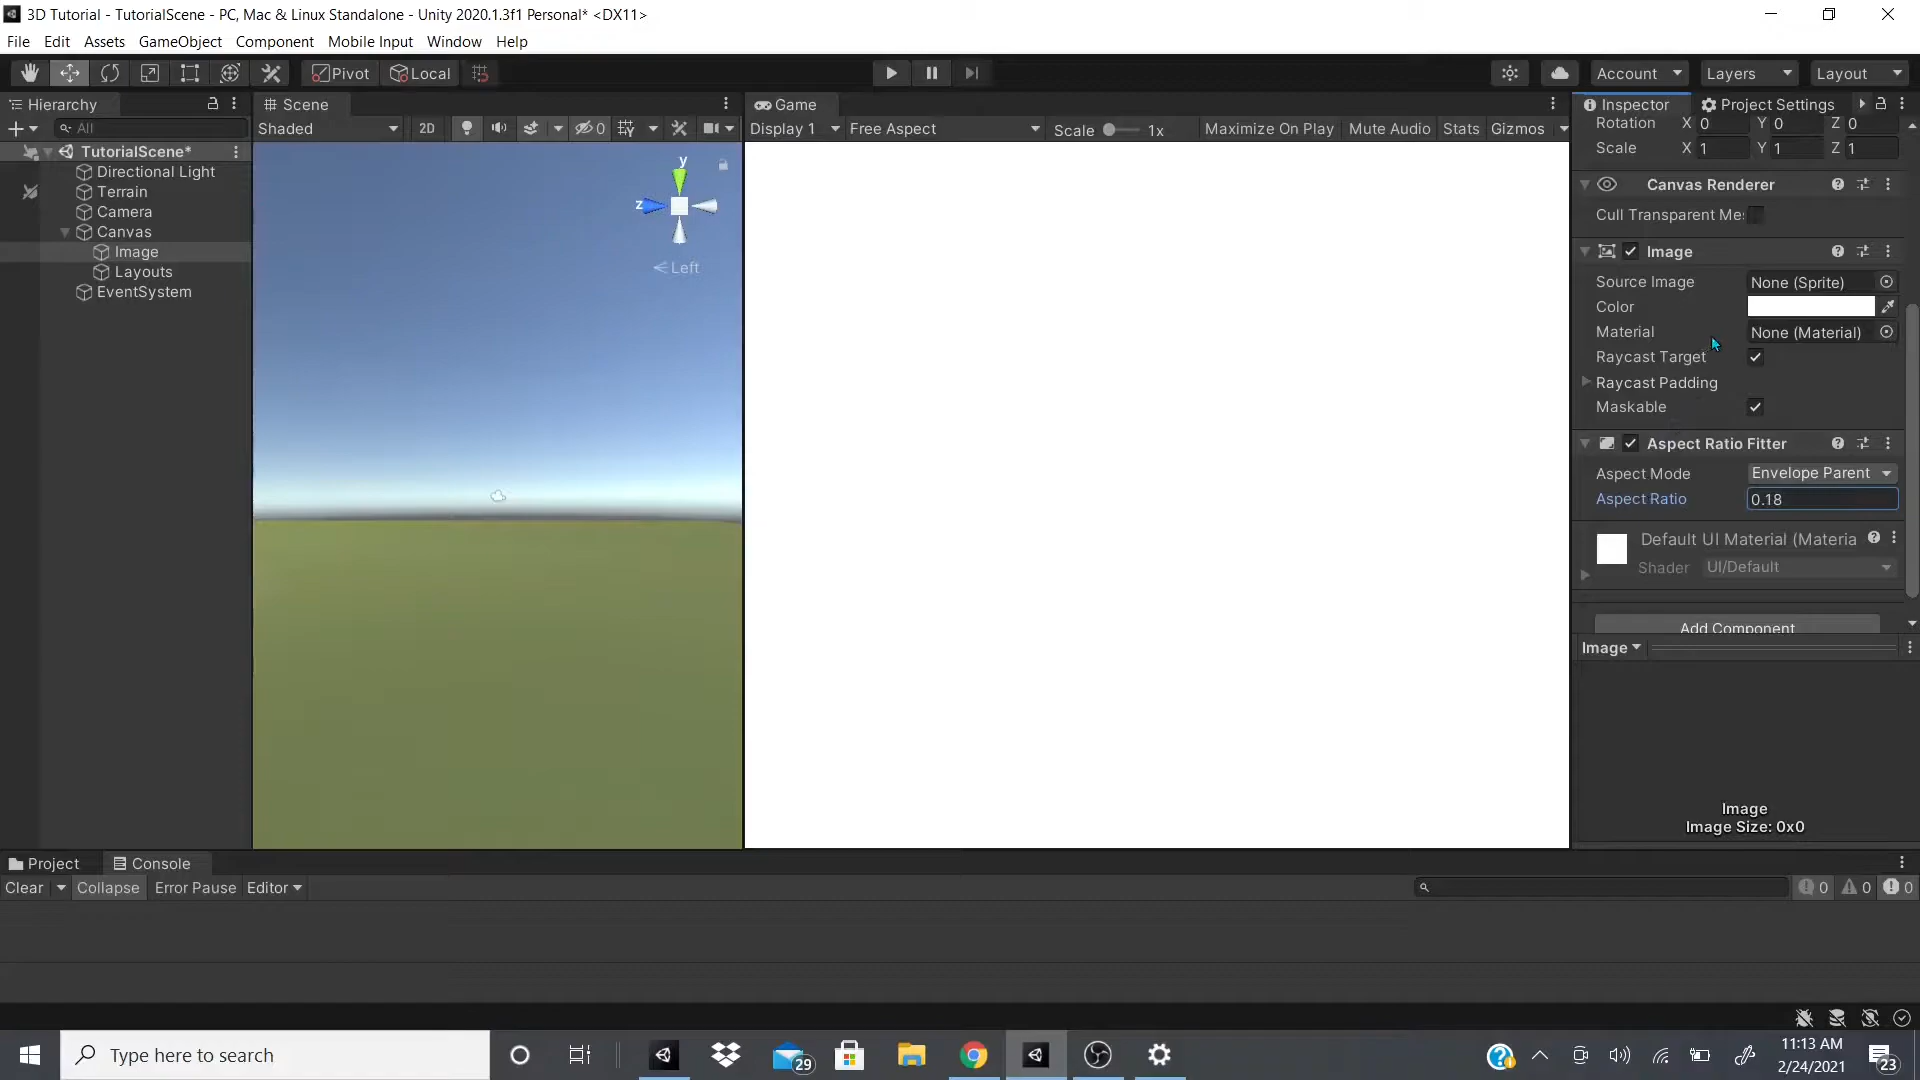 3D Tutorial - TutorialScene - PC, Mac & Linux Standalone - Unity 2020.1.3f1 Personal* <DX11>
File Edit Assets GameObject Component Mobile Input Window Help
Pivot Local Account Layers Layout
Hierarchy
All
TutorialScene*
Directional Light
Terrain
Camera
Canvas
Image
Layouts
EventSystem
Scene
Shaded 2D 0
y
z
Left
Game
Display 1 Free Aspect Scale 1x Maximize On Play Mute Audio Stats Gizmos
Inspector Project Settings
Rotation X 0 Y 0 Z 0
Scale X 1 Y 1 Z 1
Canvas Renderer
Cull Transparent Mes
Image
Source Image None (Sprite)
Color
Material None (Material)
Raycast Target
Raycast Padding
Maskable
Aspect Ratio Fitter
Aspect Mode Envelope Parent
Aspect Ratio 0.18
Default UI Material (Materia
Shader UI/Default
Add Component
Image
Image
Image Size: 0x0
Project Console
Clear Collapse Error Pause Editor 0 0 0
Type here to search
29
11:13 AM
2/24/2021
23